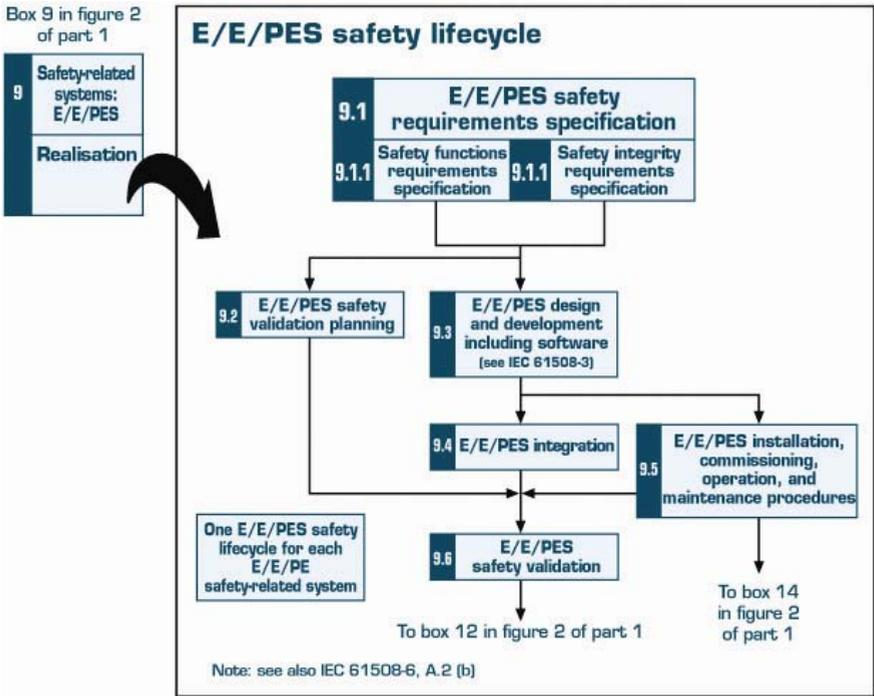 Box 9 in figure 2
of part 1
9
Safety-related
systems:
E/E/PES
Realisation
E/E/PES safety lifecycle
9.1
E/E/PES safety
requirements specification
9.1.1
Safety functions
requirements
specification
9.1.1
Safety integrity
requirements
specification
9.2
E/E/PES safety
validation planning
9.3
E/E/PES design
and development
including software
(see IEC 61508-3)
9.4
E/E/PES integration
9.5
E/E/PES installation,
commissioning,
operation, and
maintenance procedures
One E/E/PES safety
lifecycle for each
E/E/PE
safety-related system
9.6
E/E/PES
safety validation
To box 12 in figure 2 of part 1
To box 14
in figure 2
of part 1
Note: see also IEC 61508-6, A.2 (b)